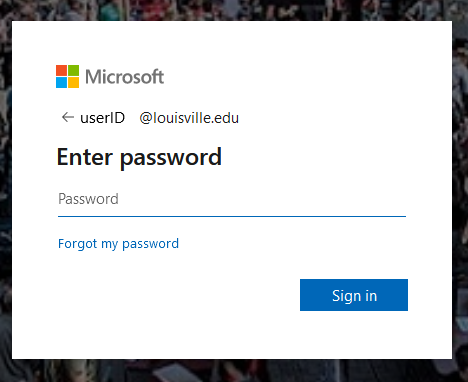 Microsoft
← userID @louisville.edu
Enter password
Password
Forgot my password
Sign in